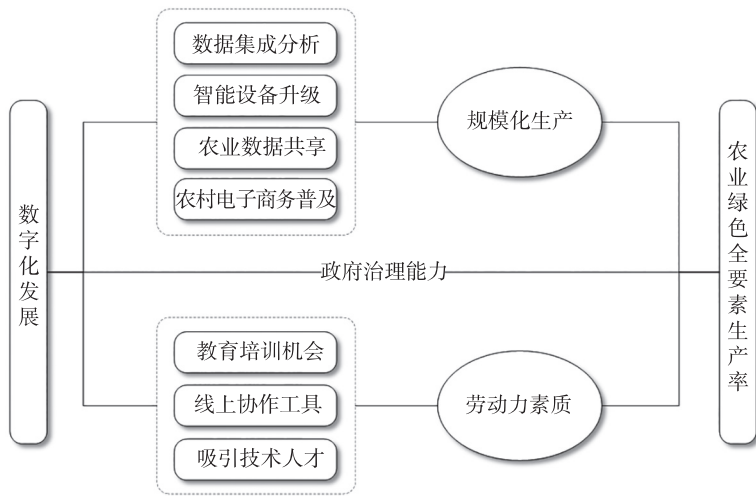 数字化发展
数据集成分析
智能设备升级
农业数据共享
农村电子商务普及
规模化生产
政府治理能力
教育培训机会
线上协作工具
吸引技术人才
劳动力素质
农业绿色全要素生产率